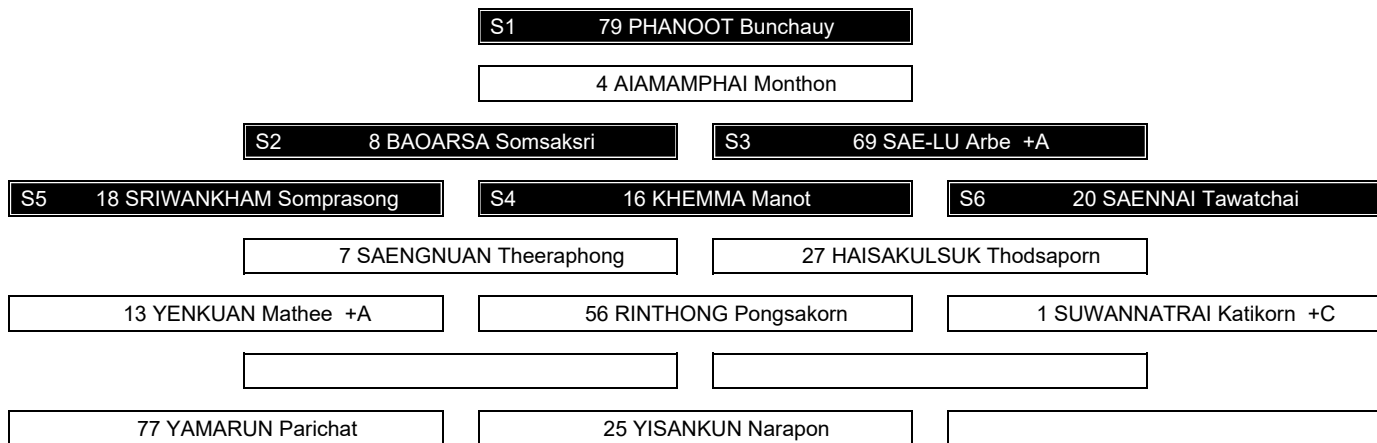 S1 79 PHANOOT Bunchauy
4 AIAMAMPHAI Monthon
S2 8 BAOARSA Somsaksri S3 69 SAE-LU Arbe +A
S5 18 SRIWANKHAM Somprasong S4 16 KHEMMA Manot S6 20 SAENNAI Tawatchai
7 SAENGNUAN Theeraphong 27 HAISAKULSUK Thodsaporn
13 YENKUAN Mathee +A 56 RINTHONG Pongsakorn 1 SUWANNATRAI Katikorn +C
77 YAMARUN Parichat 25 YISANKUN Narapon